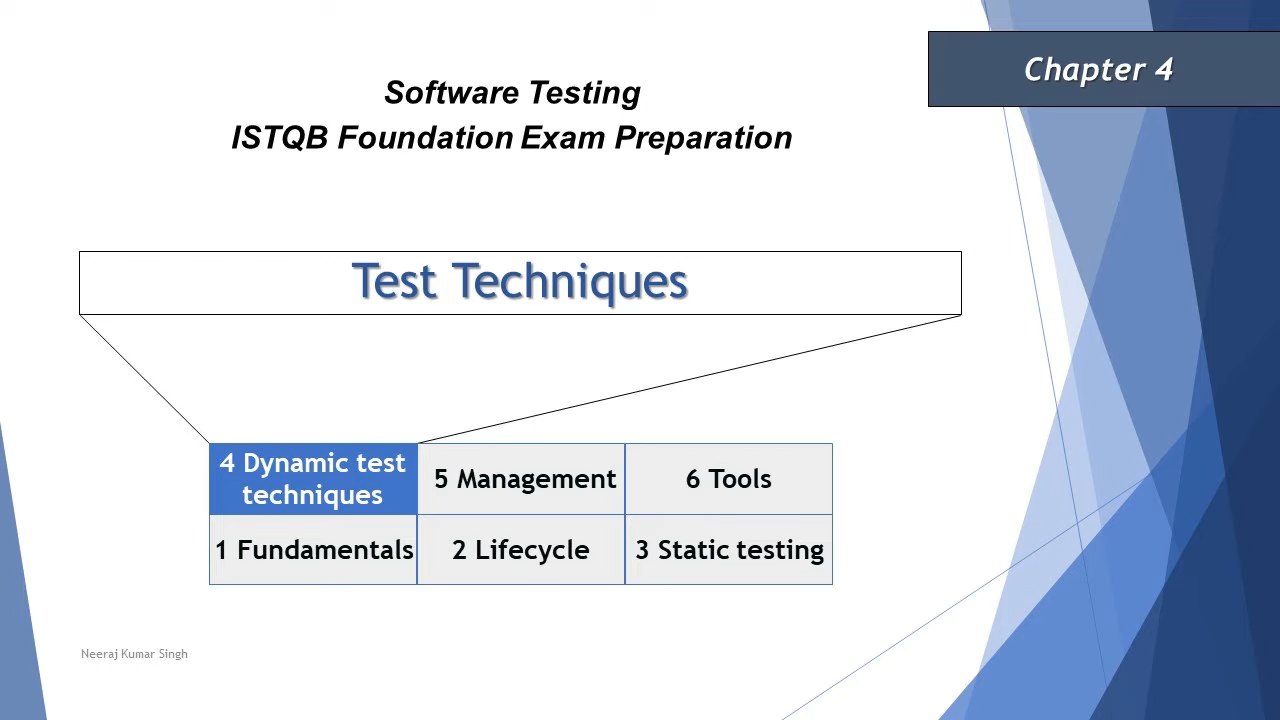 Chapter 4
Software Testing
ISTQB Foundation Exam Preparation
Test Techniques
4 Dynamic test
techniques
5 Management
6 Tools
1 Fundamentals
2 Lifecycle
3 Static testing
Neeraj Kumar Singh